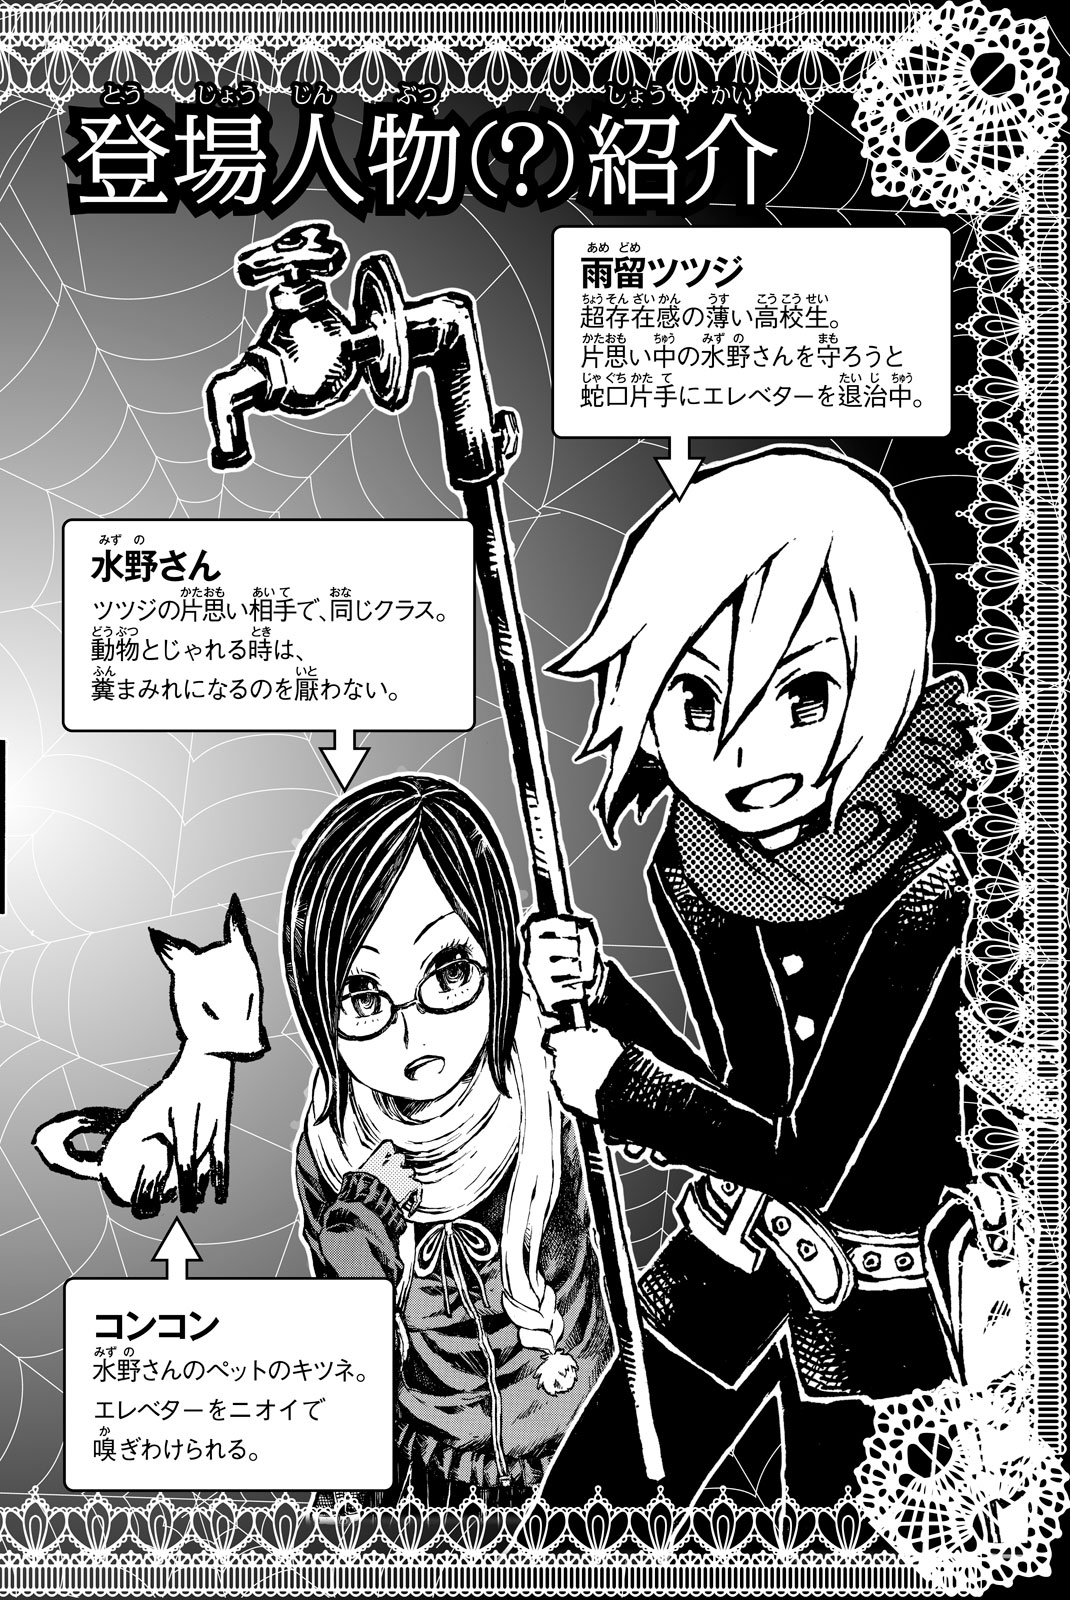 登場人物(?)紹介
雨留ツツジ
超存在感の薄い高校生。
片思い中の水野さんを守ろうと
蛇口片手にエレベターを退治中。
水野さん
ツツジの片思い相手で、同じクラス。
動物とじゃれる時は、
糞まみれになるのを厭わない。
コンコン
水野さんのペットのキツネ。
エレベターをニオイで
嗅ぎわけられる。